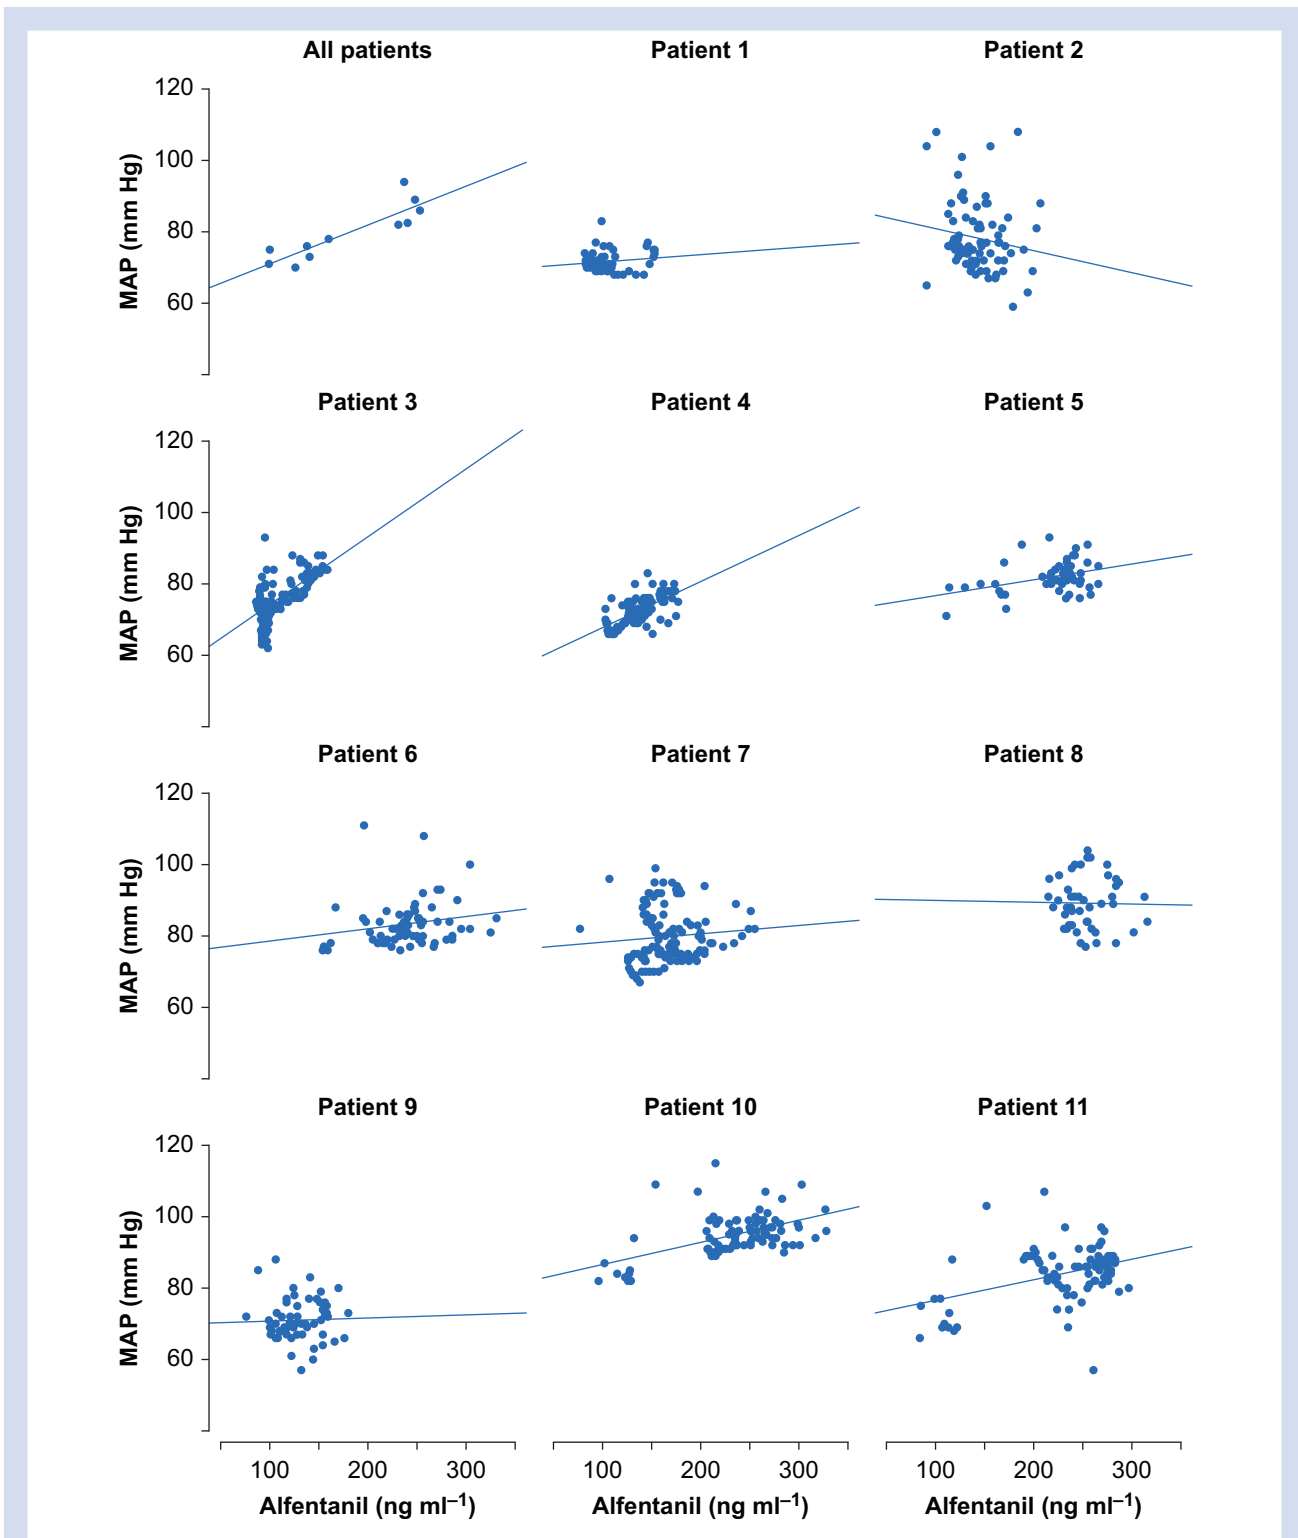 All patients Patient 1 Patient 2
120
100
80
60
MAP (mm Hg)
Patient 3 Patient 4 Patient 5
120
100
80
60
MAP (mm Hg)
Patient 6 Patient 7 Patient 8
120
100
80
60
MAP (mm Hg)
Patient 9 Patient 10 Patient 11
120
100
80
60
MAP (mm Hg)
100 200 300 100 200 300 100 200 300
Alfentanil (ng ml⁻¹) Alfentanil (ng ml⁻¹) Alfentanil (ng ml⁻¹)